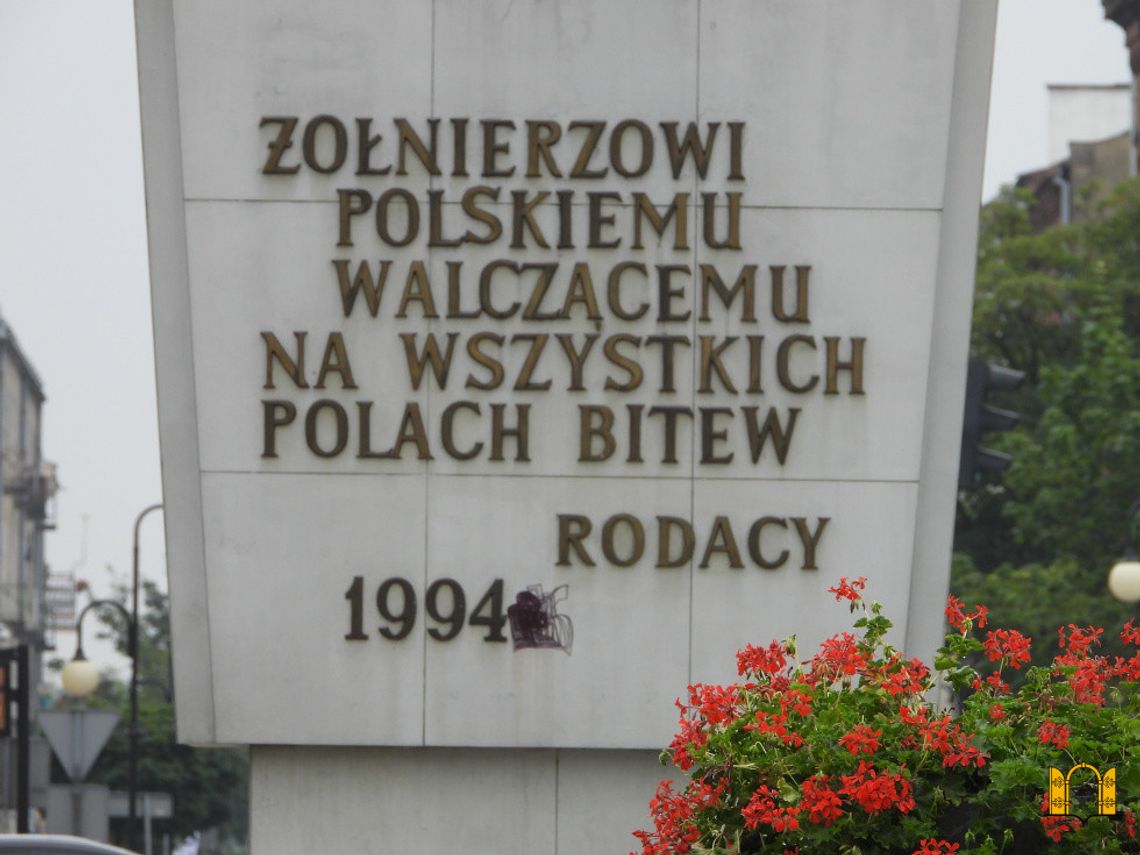 ŻOŁNIERZOWI
POLSKIEMU
WALCZĄCEMU
NA WSZYSTKICH
POLACH BITEW
RODACY
1994